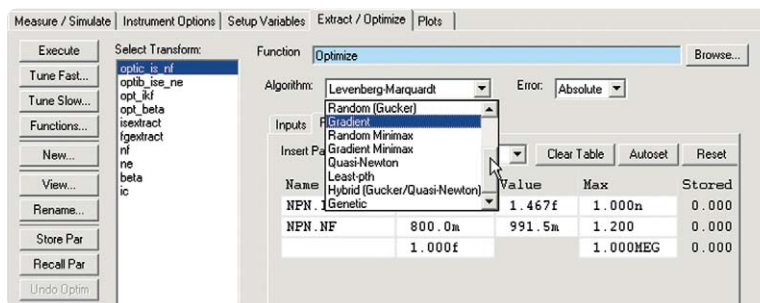 Measure / Simulate Instrument Options Setup Variables Extract / Optimize Plots
Execute
Tune Fast...
Tune Slow...
Functions...
New...
View...
Rename...
Store Par
Recall Par
Undo Optim
Select Transform:
optic_is_nf
optib_ise_ne
opt_ikf
opt_beta
isextract
fgextract
nf
ne
beta
ic
Function Optimize Browse...
Algorithm: Levenberg-Marquardt Error: Absolute
Random (Gucker)
Gradient
Random Minimax
Gradient Minimax
Quasi-Newton
Least-pth
Hybrid (Gucker/Quasi-Newton)
Genetic
Inputs
Insert Clear Table Autoset Reset
Name Value Max Stored
1.467f 1.000n 0.000
NPN.NF 800.0m 991.5m 1.200 0.000
1.000f 1.000MEG 0.000